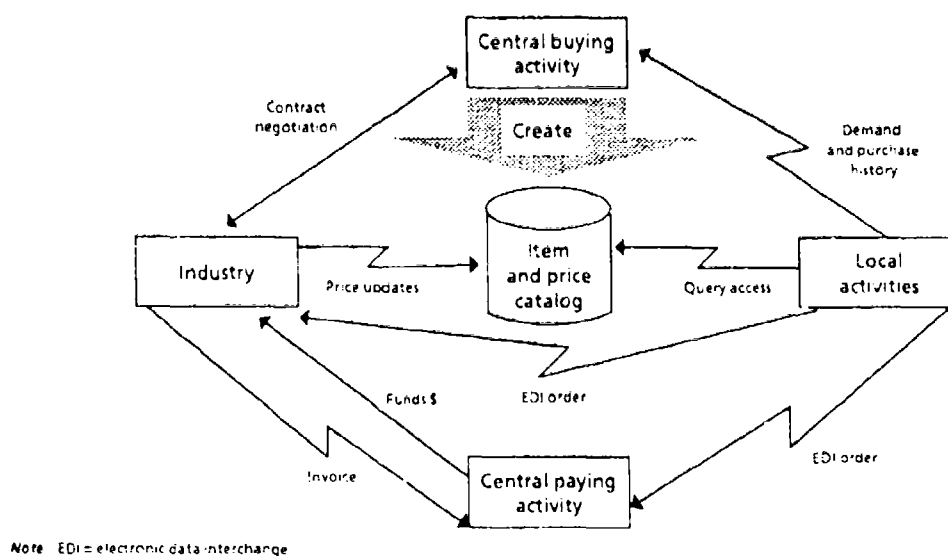 Central buying
activity
Contract
negotiation
Create
Demand
and purchase
history
Industry
Price updates
Item
and price
catalog
Query access
Local
activities
Funds $
EDI order
Invoice
Central paying
activity
EDI order
Note EDI = electronic data interchange